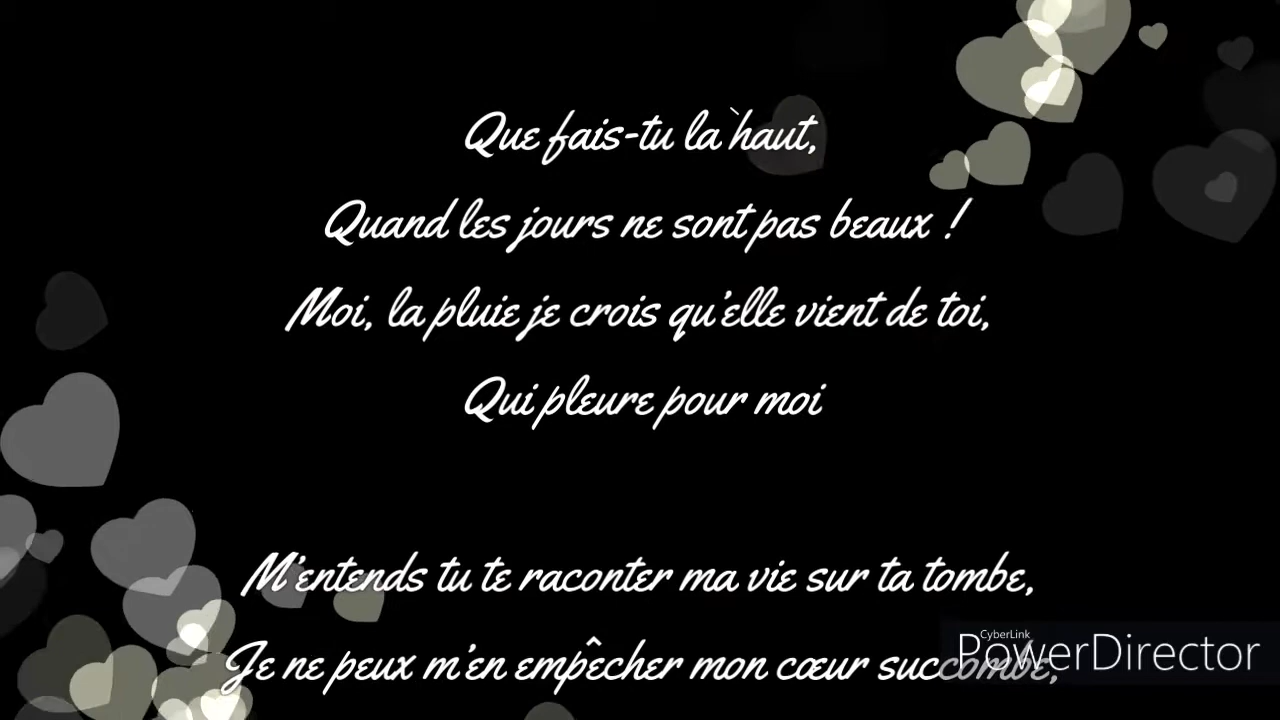 Que fais-tu la`haut,
Quand les jours ne sont pas beaux !
Moi, la pluie je crois qu'elle vient de toi,
Qui pleure pour moi
M'entends tu te raconter ma vie sur ta tombe,
Je ne peux m'en empêcher mon cœur succombe,
CyberLink
PowerDirector